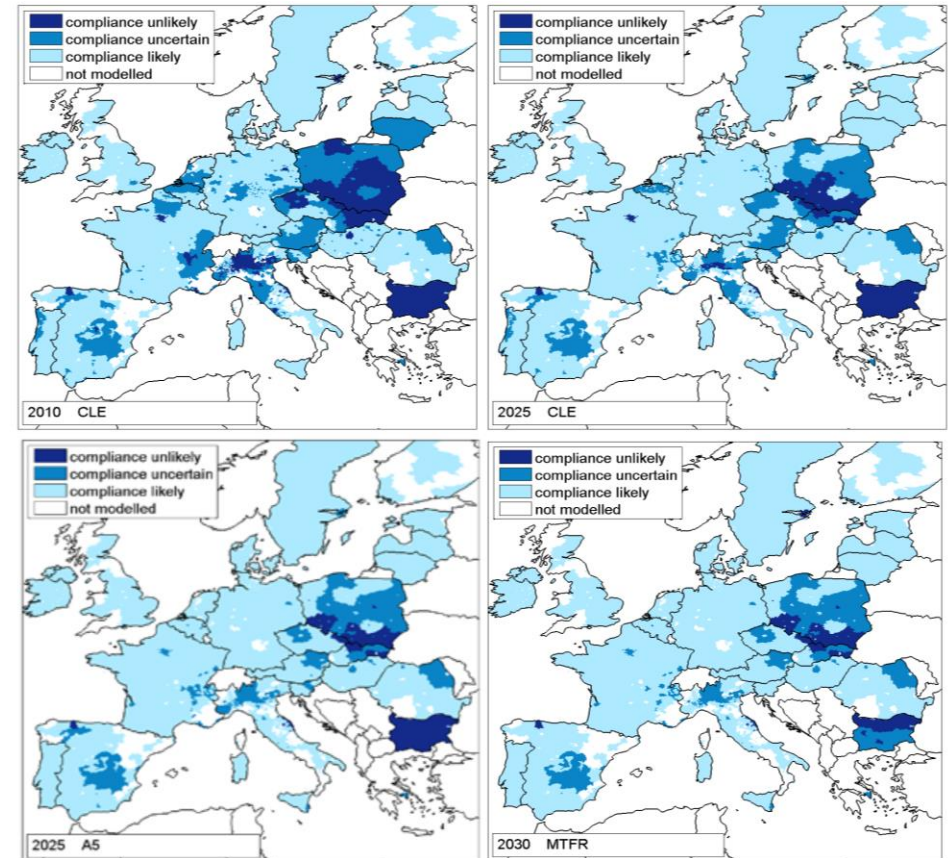 compliance unlikely
compliance uncertain
compliance likely
not modelled
2010 CLE
compliance unlikely
compliance uncertain
compliance likely
not modelled
2025 CLE
compliance unlikely
compliance uncertain
compliance likely
not modelled
2025 A5
compliance unlikely
compliance uncertain
compliance likely
not modelled
2030 MTFR